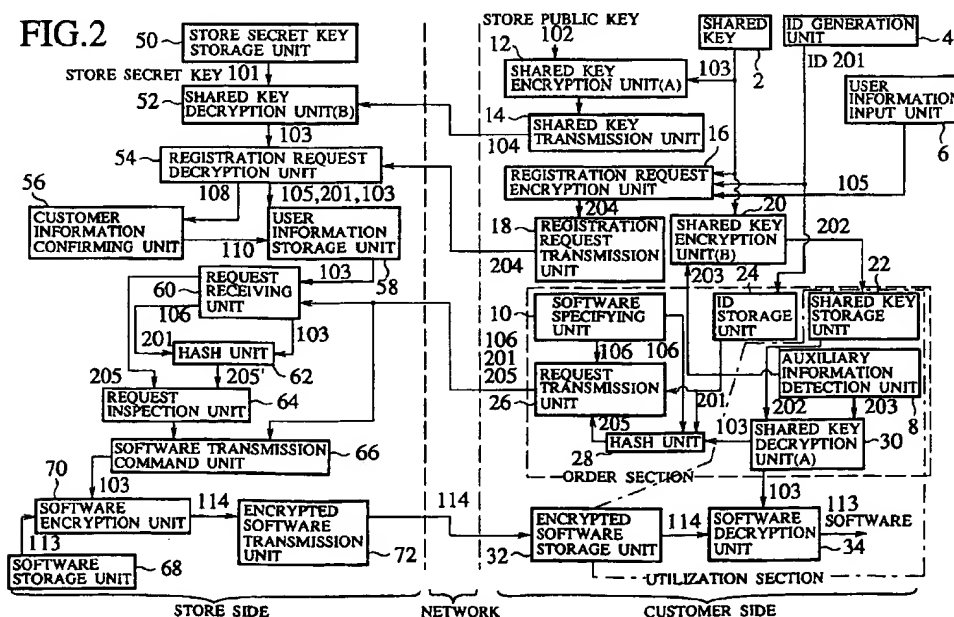 FIG.2
50
STORE SECRET KEY
STORAGE UNIT
STORE SECRET KEY 101
52
SHARED KEY
DECRYPTION UNIT(B)
103
54
REGISTRATION REQUEST
DECRYPTION UNIT
108
105,201,103
56
CUSTOMER
INFORMATION
CONFIRMING UNIT
110
USER
INFORMATION
STORAGE UNIT
58
103
60
REQUEST
RECEIVING
UNIT
106
201
103
HASH UNIT
62
205
205'
REQUEST
INSPECTION UNIT
64
SOFTWARE TRANSMISSION
COMMAND UNIT
66
70
103
SOFTWARE
ENCRYPTION UNIT
114
ENCRYPTED
SOFTWARE
TRANSMISSION
UNIT
72
113
SOFTWARE
STORAGE UNIT
68
STORE SIDE
NETWORK
114
STORE PUBLIC KEY
102
12
SHARED KEY
ENCRYPTION UNIT(A)
103
SHARED
KEY
2
ID GENERATION
UNIT
4
ID 201
USER
INFORMATION
INPUT UNIT
6
14
104
SHARED KEY
TRANSMISSION UNIT
16
REGISTRATION REQUEST
ENCRYPTION UNIT
105
204
18
REGISTRATION
REQUEST
TRANSMISSION
UNIT
204
20
SHARED KEY
ENCRYPTION
UNIT(B)
202
203
24
22
10
SOFTWARE
SPECIFYING
UNIT
ID
STORAGE
UNIT
SHARED KEY
STORAGE
UNIT
106
201
205
106
106
REQUEST
TRANSMISSION
UNIT
26
201
AUXILIARY
INFORMATION
DETECTION UNIT
8
202
203
205
HASH UNIT
28
103
SHARED KEY
DECRYPTION
UNIT(A)
30
ORDER SECTION
103
ENCRYPTED
SOFTWARE
STORAGE UNIT
32
114
SOFTWARE
DECRYPTION
UNIT
34
113
SOFTWARE
UTILIZATION SECTION
CUSTOMER SIDE